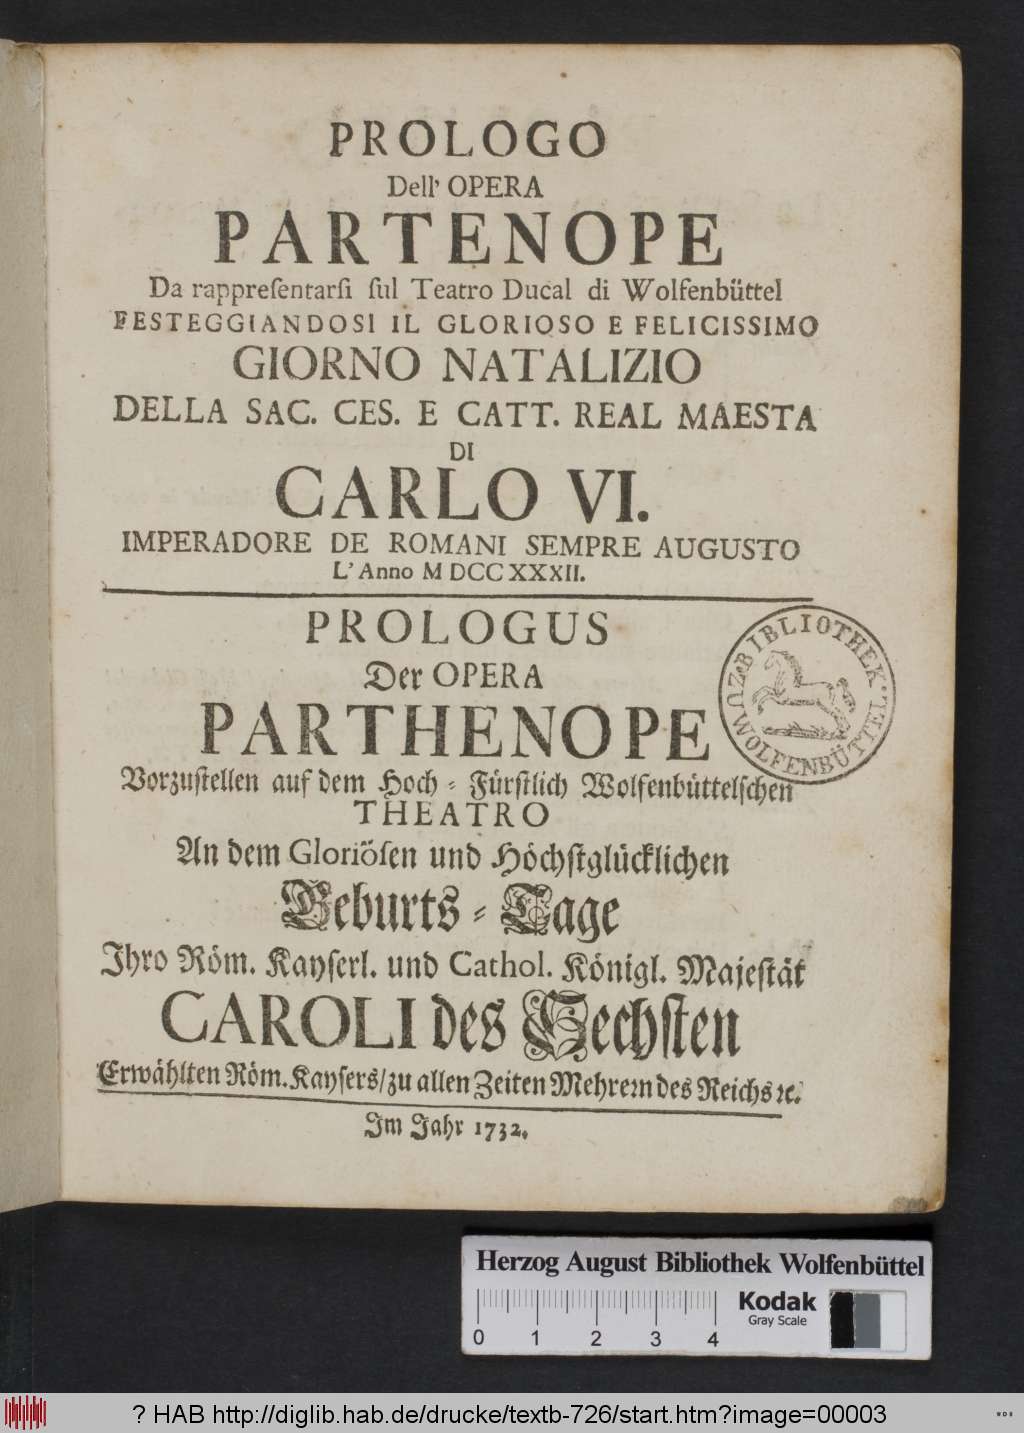 PROLOGO
Dell' OPERA
PARTENOPE
Da rappreſentarſi ſul Teatro Ducal di Wolfenbüttel
FESTEGGIANDOSI IL GLORIOSO E FELICISSIMO
GIORNO NATALIZIO
DELLA SAC. CES. E CATT. REAL MAESTA
DI
CARLO VI.
IMPERADORE DE ROMANI SEMPRE AUGUSTO
L' Anno M DCC XXXII.
PROLOGUS
Der OPERA
PARTHENOPE
Vorzuſtellen auf dem Hoch - Fürſtlich Wolfenbüttelſchen
THEATRO
An dem Gloriöſen und Höchſtglücklichen
Geburts - Tage
Ihro Röm. Kayſerl. und Cathol. Königl. Majeſtät
CAROLI des Sechſten
Erwählten Röm. Kayſers/ zu allen Zeiten Mehrern des Reichs ꝛc.
Im Jahr 1732.
BIBLIOTHEK
ZU WOLFENBÜTTEL
Herzog August Bibliothek Wolfenbüttel
0 1 2 3 4
Kodak
Gray Scale
? HAB http://diglib.hab.de/drucke/textb-726/start.htm?image=00003